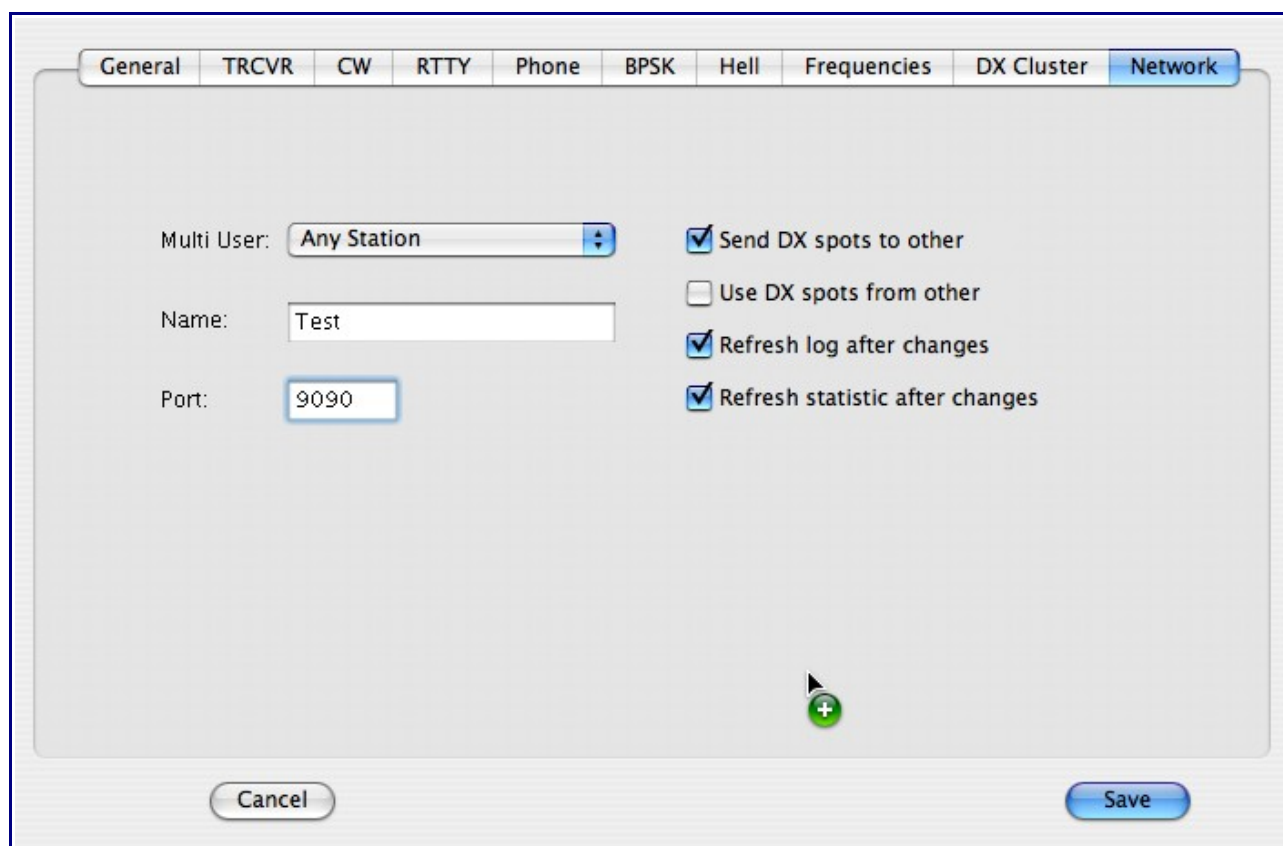 General TRCVR CW RTTY Phone BPSK Hell Frequencies DX Cluster Network
Multi User: Any Station
Send DX spots to other
Use DX spots from other
Name: Test
Refresh log after changes
Port: 9090
Refresh statistic after changes
Cancel Save